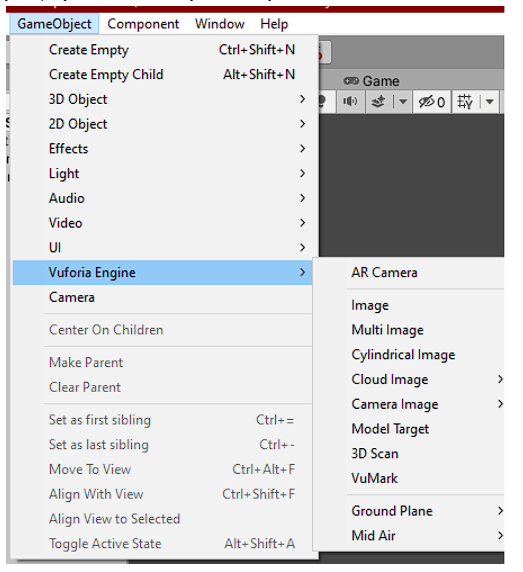 GameObject Component Window Help
Create Empty Ctrl+Shift+N
Create Empty Child Alt+Shift+N
3D Object
Game
2D Object
0
Effects
Light
Audio
Video
UI
Vuforia Engine
AR Camera
Camera
Image
Center On Children
Multi Image
Cylindrical Image
Make Parent
Cloud Image
Clear Parent
Camera Image
Set as first sibling Ctrl+=
Model Target
Set as last sibling Ctrl+-
3D Scan
Move To View Ctrl+Alt+F
VuMark
Align With View Ctrl+Shift+F
Ground Plane
Align View to Selected
Mid Air
Toggle Active State Alt+Shift+A